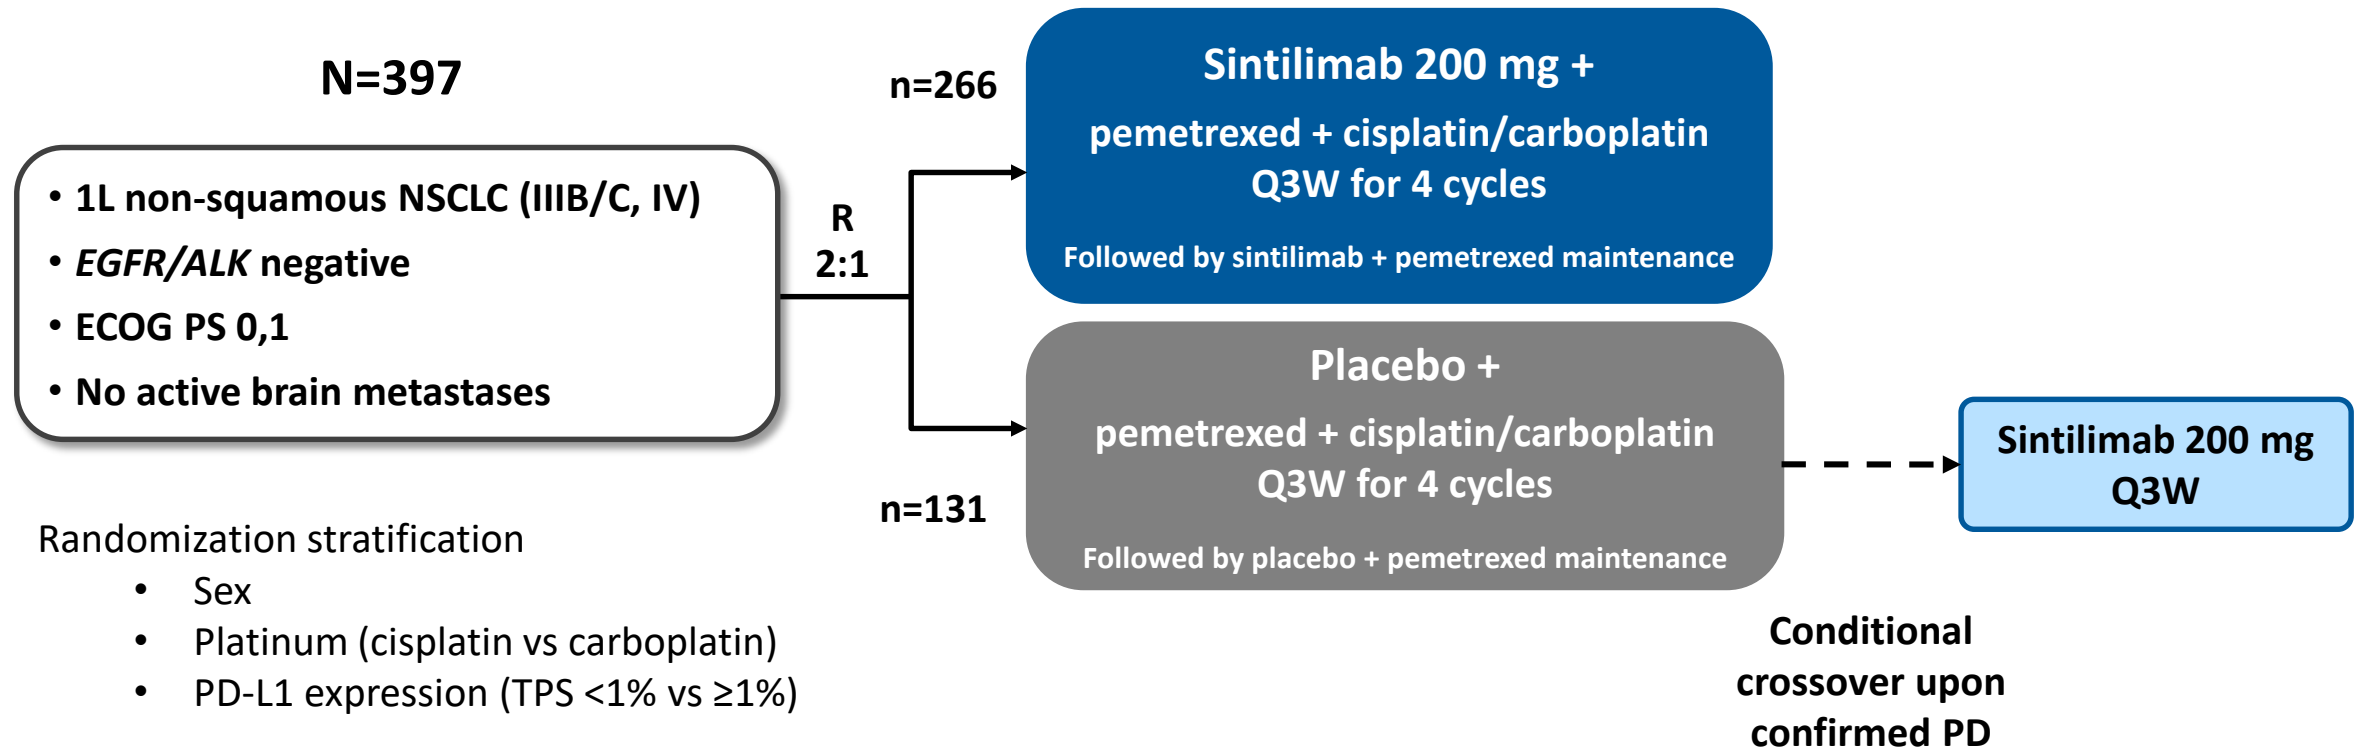 N=397
• 1L non-squamous NSCLC (IIIB/C, IV)
• EGFR/ALK negative
• ECOG PS 0,1
• No active brain metastases
Randomization stratification
• Sex
• Platinum (cisplatin vs carboplatin)
• PD-L1 expression (TPS <1% vs ≥1%)
R
2:1
n=266
Sintilimab 200 mg +
pemetrexed + cisplatin/carboplatin
Q3W for 4 cycles
Followed by sintilimab + pemetrexed maintenance
n=131
Placebo +
pemetrexed + cisplatin/carboplatin
Q3W for 4 cycles
Followed by placebo + pemetrexed maintenance
Sintilimab 200 mg
Q3W
Conditional
crossover upon
confirmed PD